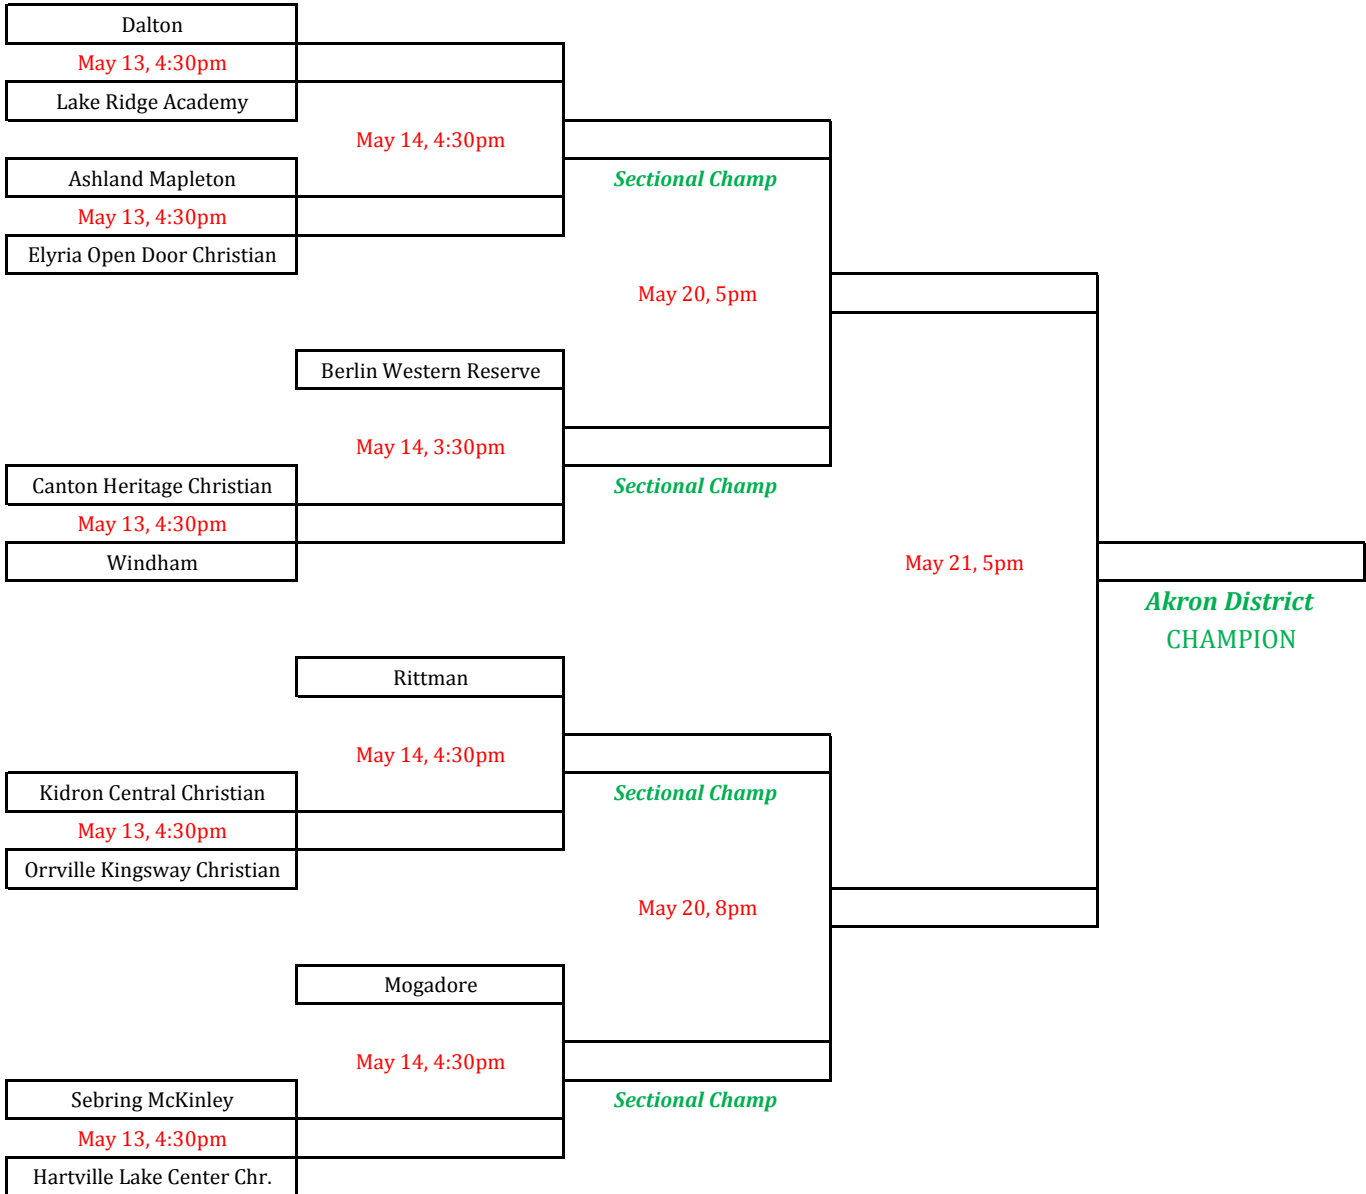 Dalton
May 13, 4:30pm
Lake Ridge Academy
May 14, 4:30pm
Ashland Mapleton
Sectional Champ
May 13, 4:30pm
Elyria Open Door Christian
May 20, 5pm
Berlin Western Reserve
May 14, 3:30pm
Canton Heritage Christian
Sectional Champ
May 13, 4:30pm
Windham
May 21, 5pm
Akron District
CHAMPION
Rittman
May 14, 4:30pm
Kidron Central Christian
Sectional Champ
May 13, 4:30pm
Orrville Kingsway Christian
May 20, 8pm
Mogadore
May 14, 4:30pm
Sebring McKinley
Sectional Champ
May 13, 4:30pm
Hartville Lake Center Chr.